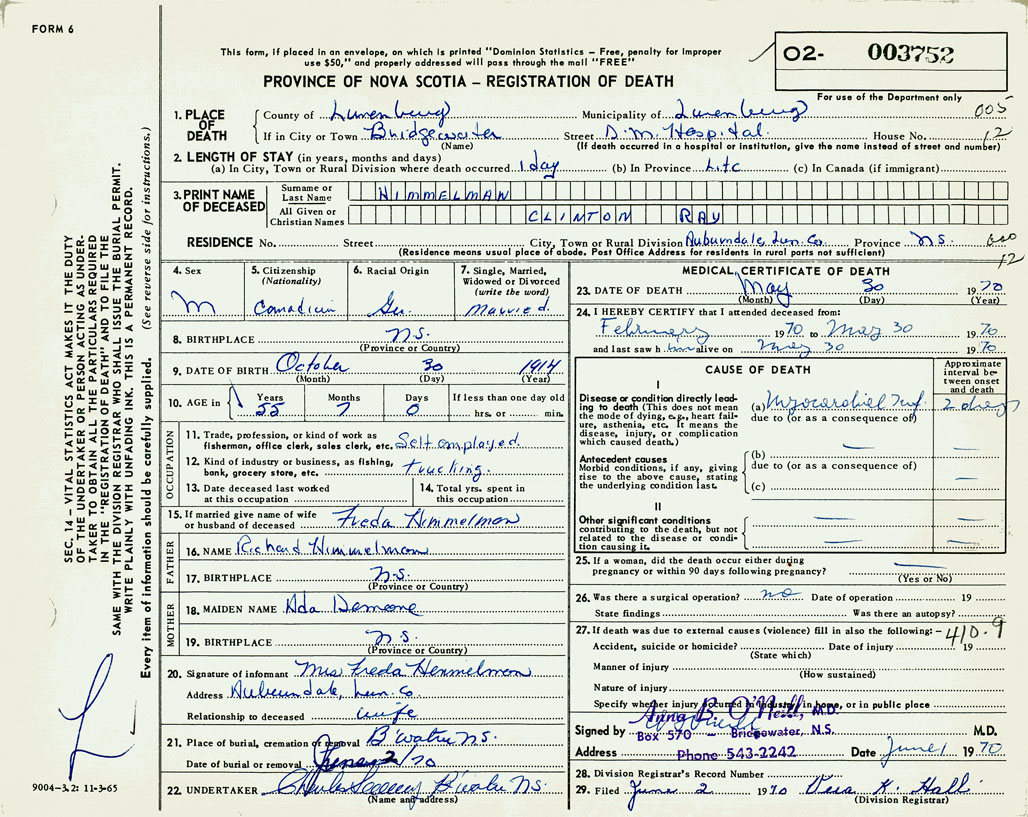 FORM 6
This form, if placed in an envelope, on which is printed "Dominion Statistics – Free, penalty for improper
use $50," and properly addressed will pass through the mail "FREE"
O2- 003752
For use of the Department only
PROVINCE OF NOVA SCOTIA – REGISTRATION OF DEATH
1. PLACE OF DEATH County of Lunenburg Municipality of Lunenburg 005
If in City or Town Bridgewater Street D.M. Hospital. House No. 12
(Name) (If death occurred in a hospital or institution, give the name instead of street and number)
2. LENGTH OF STAY (in years, months and days)
(a) In City, Town or Rural Division where death occurred 1 day (b) In Province Life (c) In Canada (if immigrant)
3. PRINT NAME OF DECEASED Surname or Last Name HIMMELMAN
All Given or Christian Names CLINTON RAY
RESIDENCE No. Street City, Town or Rural Division Auburndale, Lun. Co. Province N.S. 000
(Residence means usual place of abode. Post Office Address for residents in rural parts not sufficient) 12
4. Sex M
5. Citizenship (Nationality) Canadian
6. Racial Origin Ger.
7. Single, Married, Widowed or Divorced (write the word) Married.
8. BIRTHPLACE N.S.
(Province or Country)
9. DATE OF BIRTH October 30 1914
(Month) (Day) (Year)
10. AGE in Years 55 Months 7 Days 0 If less than one day old hrs. or min.
OCCUPATION
11. Trade, profession, or kind of work as fisherman, office clerk, sales clerk, etc. Self employed.
12. Kind of industry or business, as fishing, bank, grocery store, etc. trucking.
13. Date deceased last worked at this occupation
14. Total yrs. spent in this occupation
15. If married give name of wife or husband of deceased Freda Himmelman
FATHER
16. NAME Richard Himmelman
17. BIRTHPLACE N.S.
(Province or Country)
MOTHER
18. MAIDEN NAME Ada Demone
19. BIRTHPLACE N.S.
(Province or Country)
20. Signature of informant Mrs Freda Himmelman
Address Auburndale, Lun. Co.
Relationship to deceased wife
21. Place of burial, cremation or removal B'water N.S.
Date of burial or removal June 2/70
22. UNDERTAKER Charles B'water N.S.
(Name and address)
MEDICAL CERTIFICATE OF DEATH
23. DATE OF DEATH May 30 1970
(Month) (Day) (Year)
24. I HEREBY CERTIFY that I attended deceased from:
February 1970 to May 30 1970
and last saw h im alive on May 30 1970
CAUSE OF DEATH
Approximate interval between onset and death
I
Disease or condition directly leading to death (This does not mean the mode of dying, e.g., heart failure, asthenia, etc. It means the disease, injury, or complication which caused death.)
(a) Myocardial Inf. 2 days
due to (or as a consequence of)
Antecedent causes
Morbid conditions, if any, giving rise to the above cause, stating the underlying condition last.
(b) —
due to (or as a consequence of)
(c) —
II
Other significant conditions contributing to the death, but not related to the disease or condition causing it.
25. If a woman, did the death occur either during pregnancy or within 90 days following pregnancy? —
(Yes or No)
26. Was there a surgical operation? no Date of operation 19
State findings Was there an autopsy?
27. If death was due to external causes (violence) fill in also the following: – 410.9
Accident, suicide or homicide? Date of injury 19
(State which)
Manner of injury
(How sustained)
Nature of injury
Specify whether injury occurred in industry, in home, or in public place
Anna B. O'Neill, M.D.
Signed by M.D.
Box 570 – Bridgewater, N.S.
Address Phone 543-2242 Date June 1 1970
28. Division Registrar's Record Number
29. Filed June 2 1970 Vera K. Hall
(Division Registrar)
SEC. 14 – VITAL STATISTICS ACT MAKES IT THE DUTY
OF THE UNDERTAKER OR PERSON ACTING AS UNDER-
TAKER TO OBTAIN ALL THE PARTICULARS REQUIRED
IN THE "REGISTRATION OF DEATH" AND TO FILE THE
SAME WITH THE DIVISION REGISTRAR WHO SHALL ISSUE THE BURIAL PERMIT.
WRITE PLAINLY WITH UNFADING INK. THIS IS A PERMANENT RECORD.
Every item of information should be carefully supplied. (See reverse side for instructions.)
9004–3.2: 11-3-65